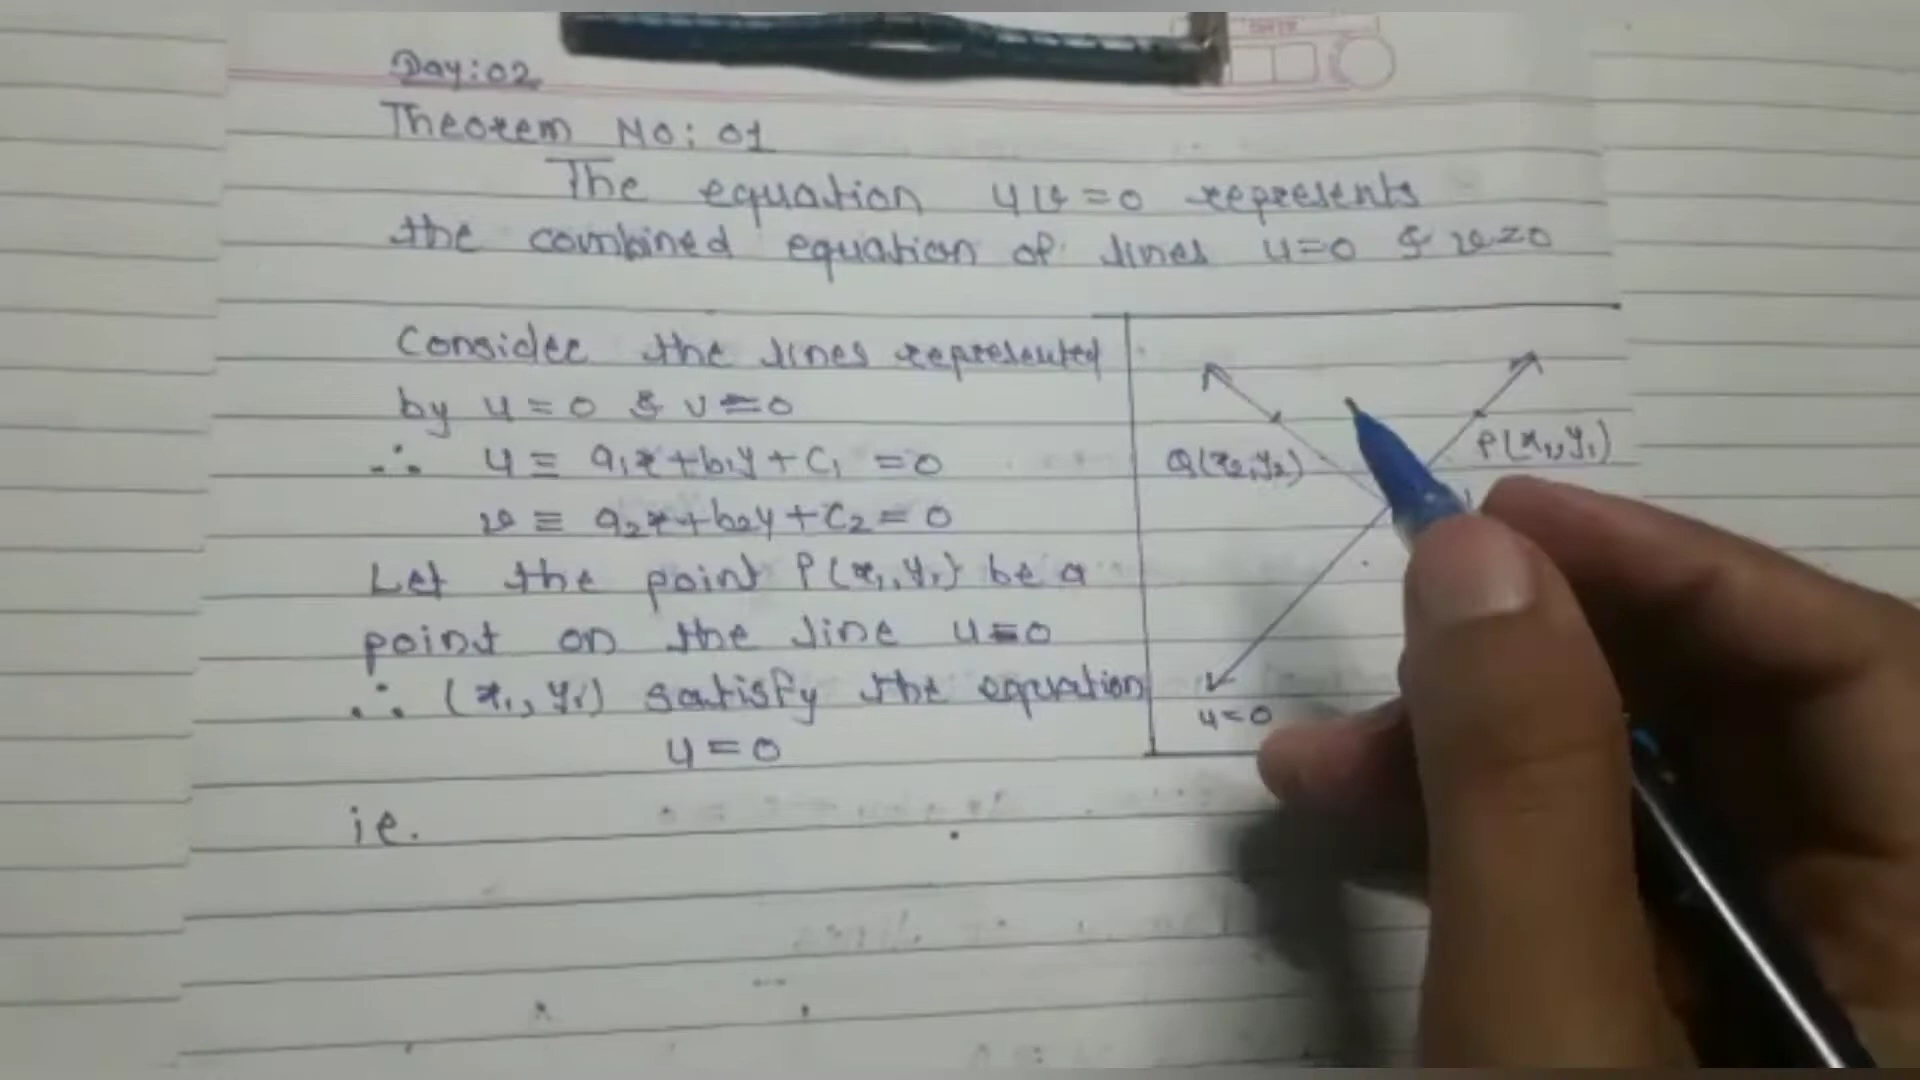 Day:02
Theorem No: 01
The equation uv=0 represents
the combined equation of lines u=0 & v=0
Consider the lines represented
by u=0 & v=0
∴ u ≡ a₁x+b₁y+c₁ =0
v ≡ a₂x+b₂y+c₂=0
Let the point P(x₁,y₁) be a
point on the line u=0
∴ (x₁, y₁) satisfy the equation
u=0
ie.
DATE
P(x₁,y₁)
Q(x₂,y₂)
u=0